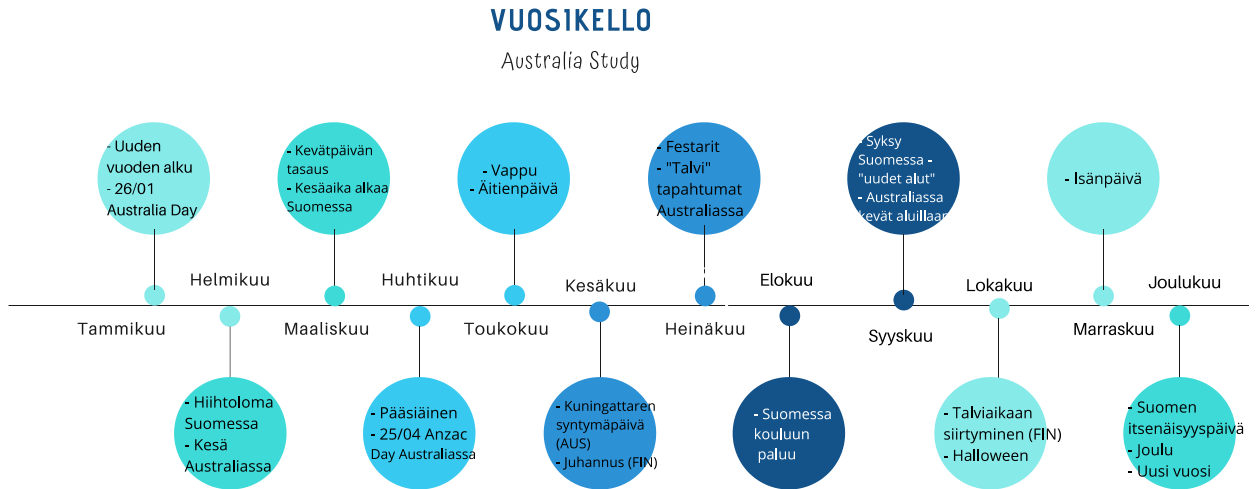 VUOSIKELLO
Australia Study
- Uuden
vuoden alku
- 26/01
Australia Day
- Kevätpäivän
tasaus
- Kesäaika alkaa
Suomessa
- Vappu
- Äitienpäivä
- Festarit
- "Talvi"
tapahtumat
Australiassa
- Syksy
Suomessa -
"uudet alut"
- Australiassa
kevät aluillaan
- Isänpäivä
Helmikuu
Huhtikuu
Kesäkuu
Elokuu
Lokakuu
Joulukuu
Tammikuu
Maaliskuu
Toukokuu
Heinäkuu
Syyskuu
Marraskuu
- Hiihtoloma
Suomessa
- Kesä
Australiassa
- Pääsiäinen
- 25/04 Anzac
Day Australiassa
- Kuningattaren
syntymäpäivä
(AUS)
- Juhannus (FIN)
- Suomessa
kouluun
paluu
- Talviaikaan
siirtyminen (FIN)
- Halloween
- Suomen
itsenäisyyspäivä
- Joulu
- Uusi vuosi